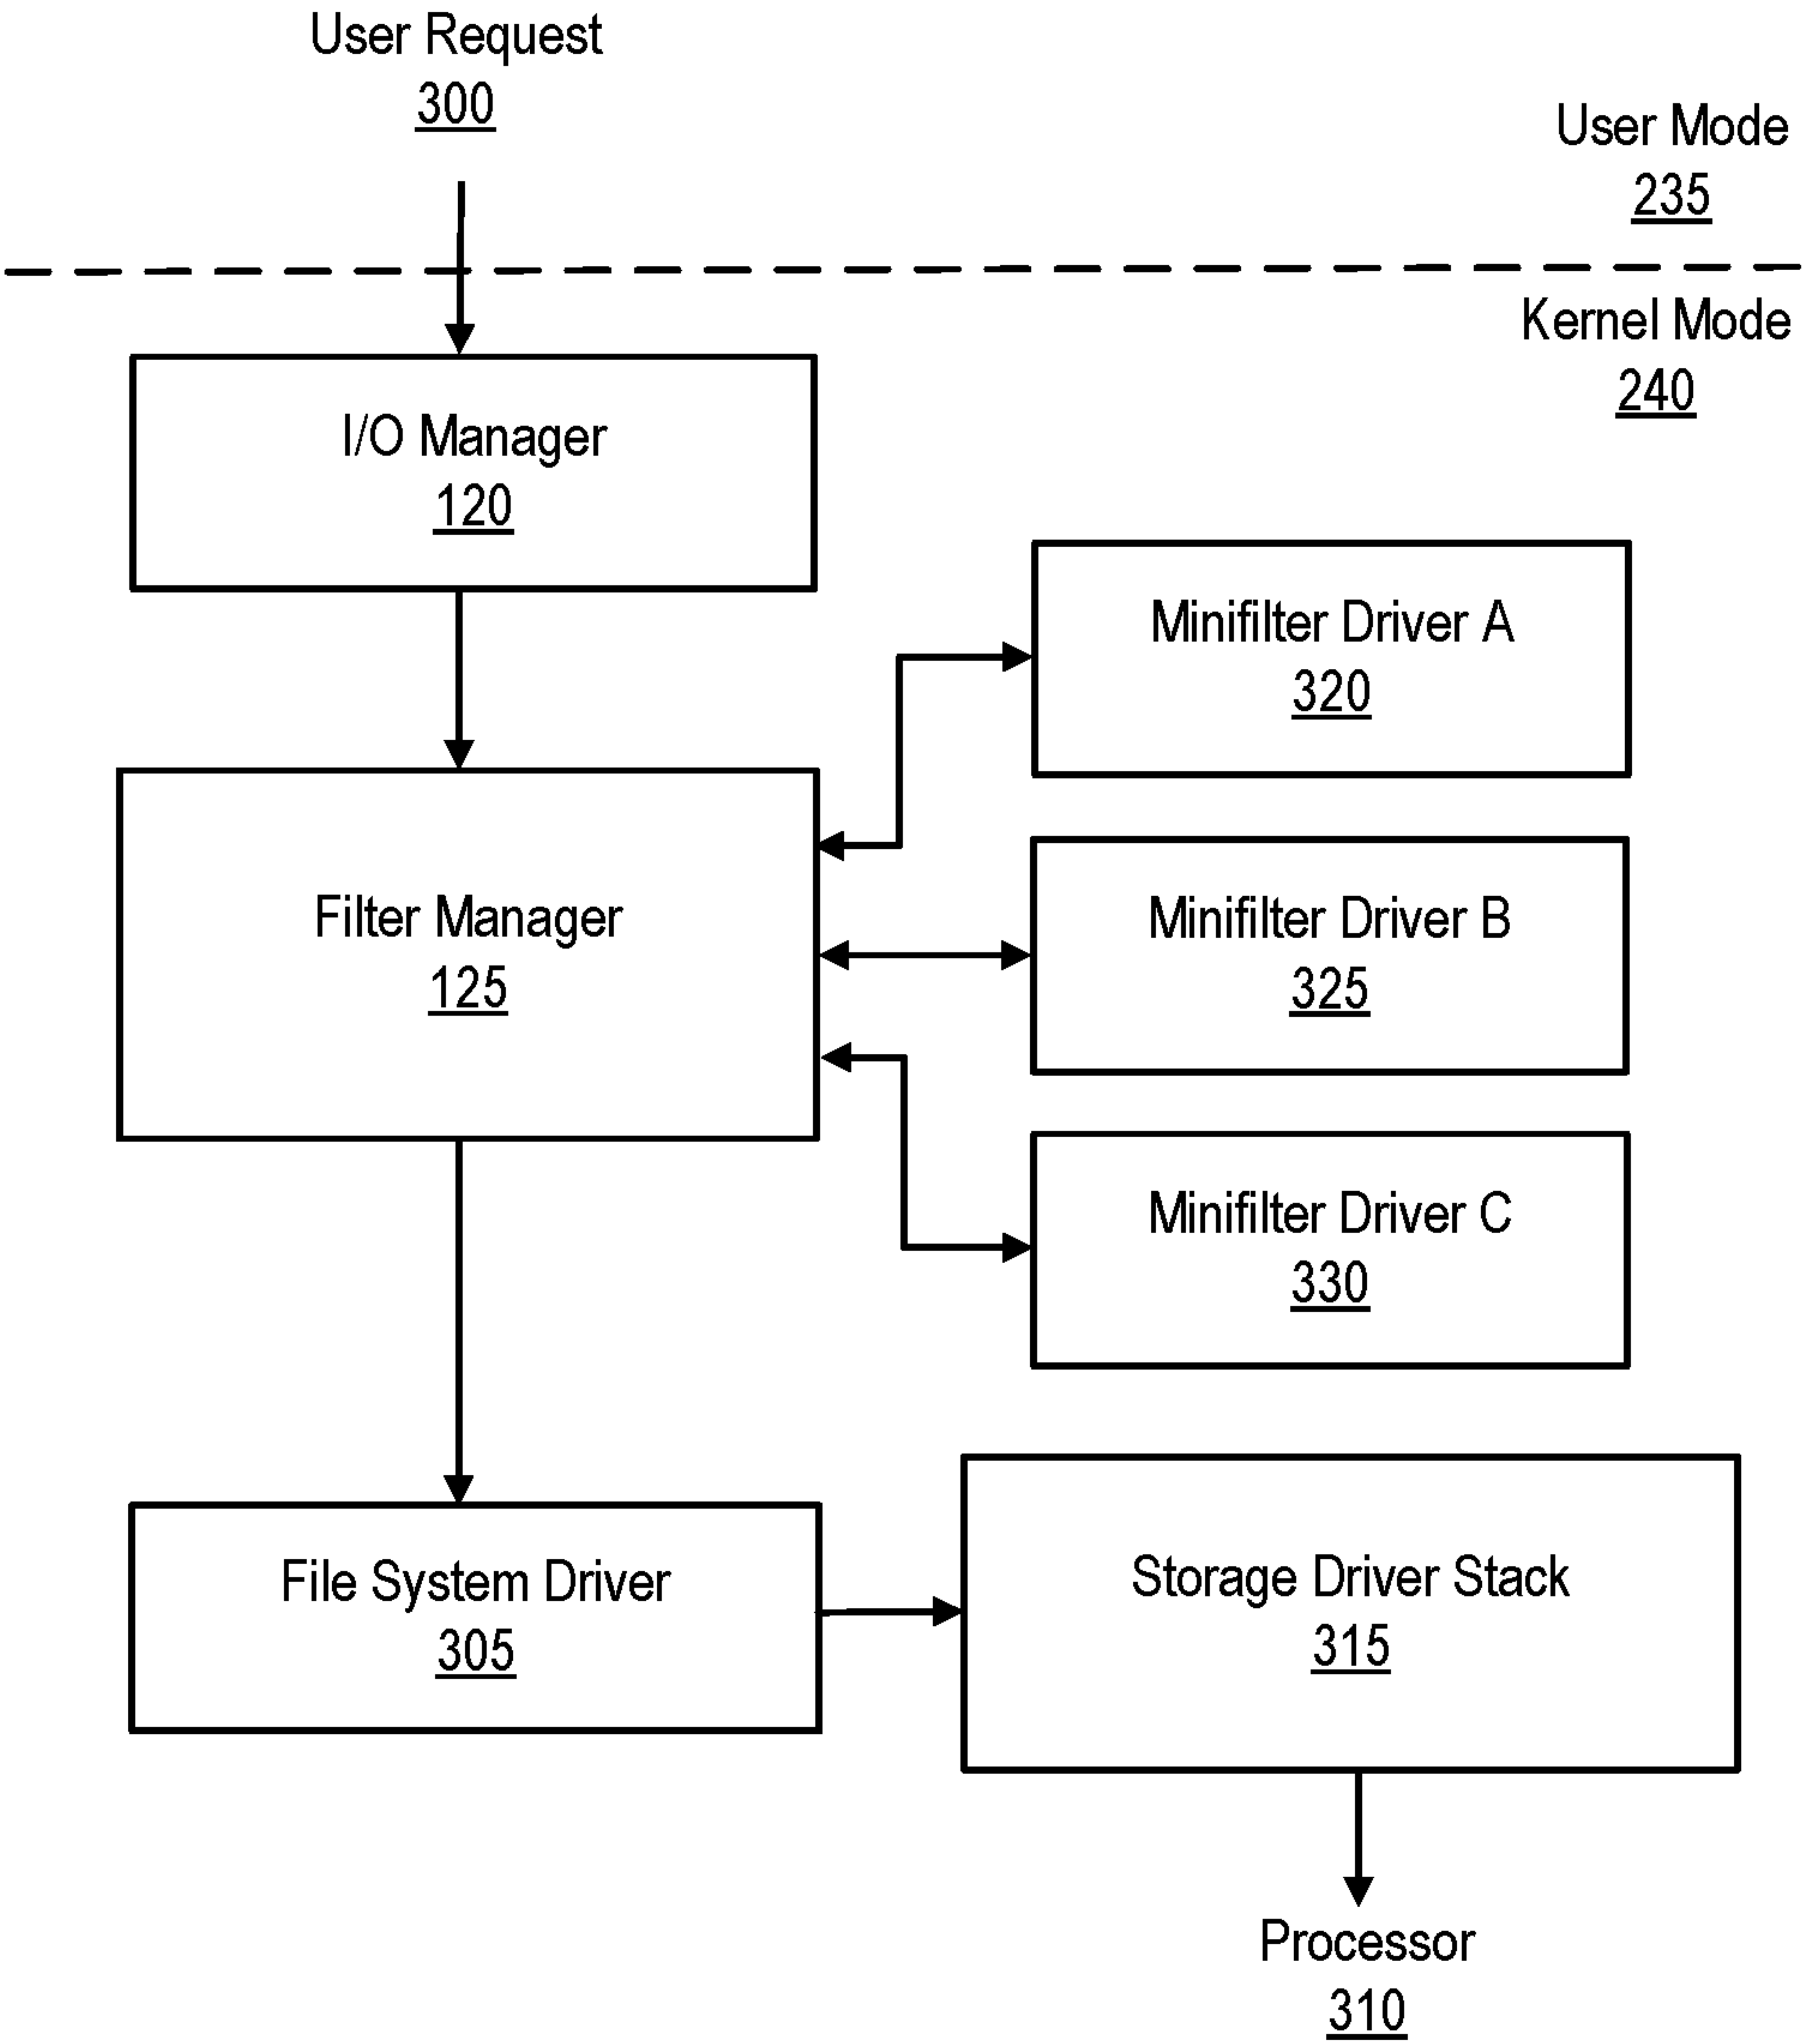 User Request
300
User Mode
235
Kernel Mode
240
I/O Manager
120
Minifilter Driver A
320
Filter Manager
125
Minifilter Driver B
325
Minifilter Driver C
330
File System Driver
305
Storage Driver Stack
315
Processor
310